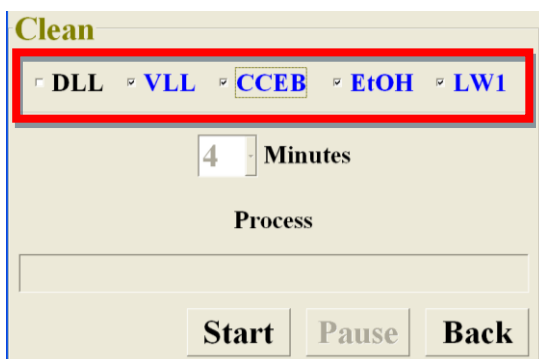 Clean
DLL VLL CCEB EtOH LW1
4 Minutes
Process
Start Pause Back